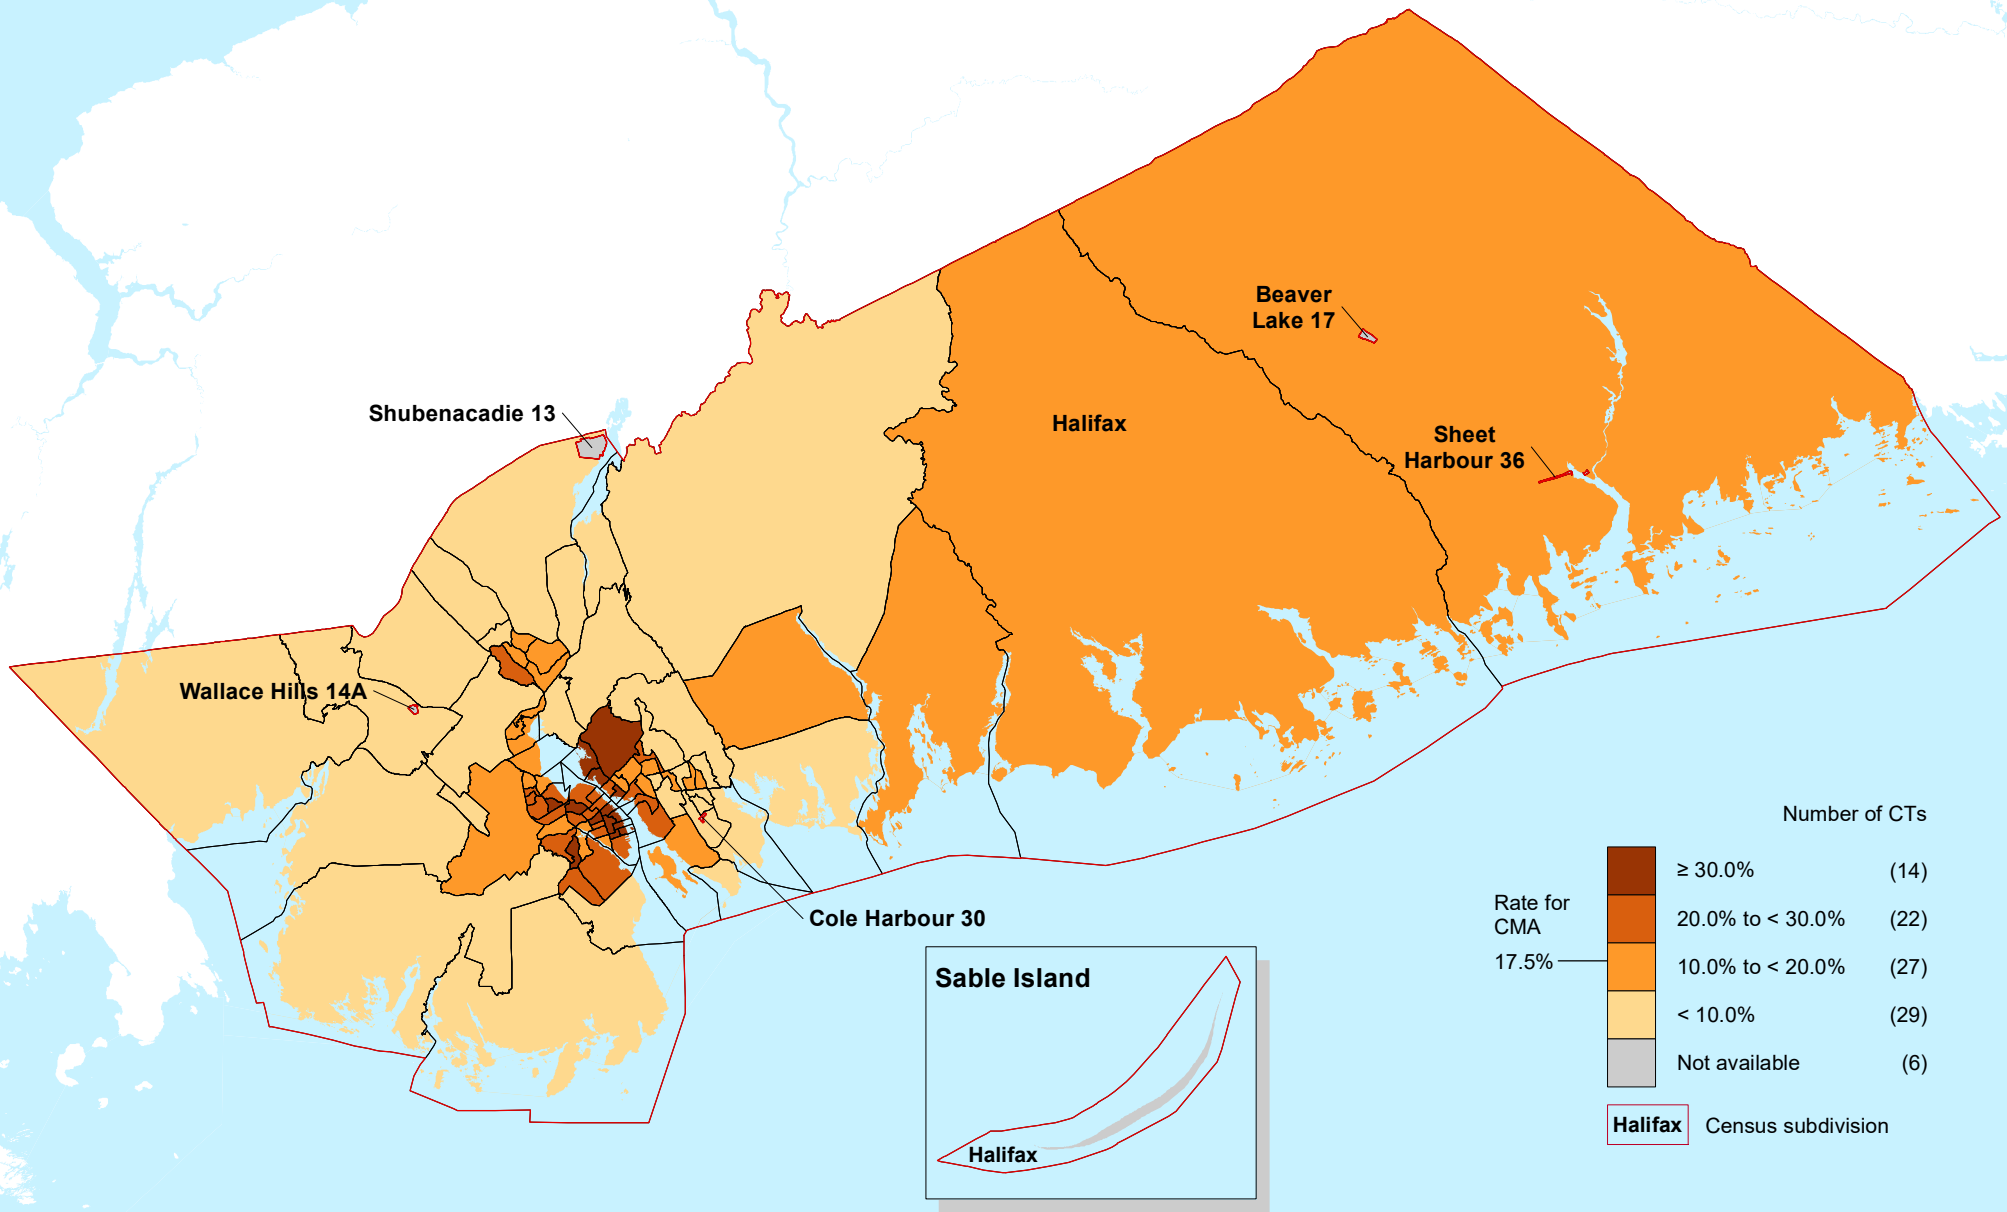 Beaver
Lake 17
Shubenacadie 13
Halifax
Sheet
Harbour 36
Wallace Hills 14A
Cole Harbour 30
Sable Island
Halifax
Number of CTs
≥ 30.0% (14)
20.0% to < 30.0% (22)
Rate for
CMA
17.5%
10.0% to < 20.0% (27)
< 10.0% (29)
Not available (6)
Halifax Census subdivision